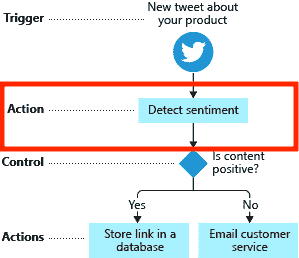 Trigger
New tweet about
your product
Action
Detect sentiment
Control
Is content
positive?
Yes
No
Actions
Store link in a
database
Email customer
service